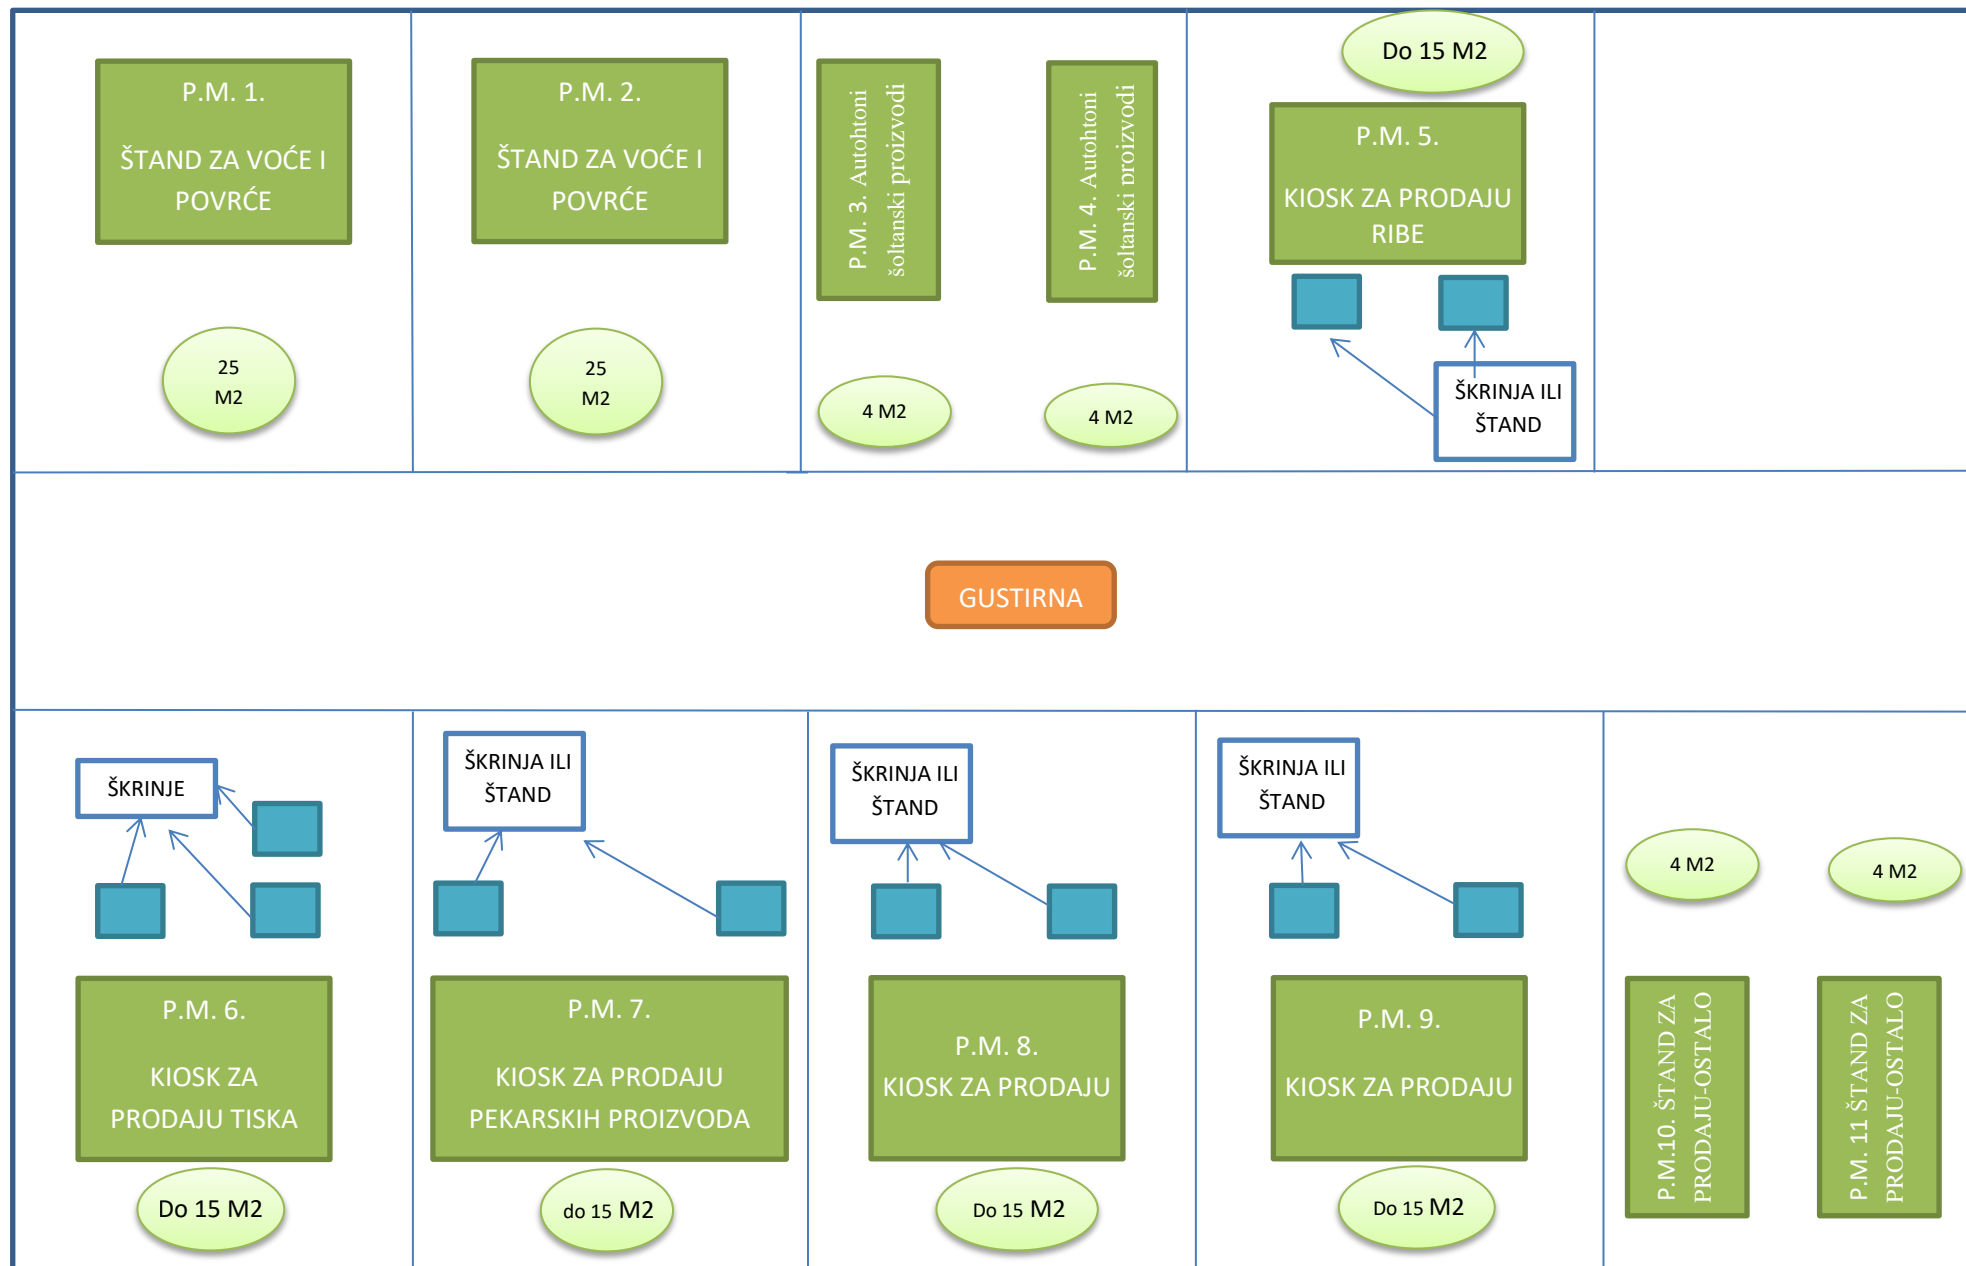 P.M. 1.
ŠTAND ZA VOĆE I
POVRĆE
25
M2
P.M. 2.
ŠTAND ZA VOĆE I
POVRĆE
25
M2
P.M. 3. Autohtoni
šoltanski proizvodi
4 M2
P.M. 4. Autohtoni
šoltanski proizvodi
4 M2
Do 15 M2
P.M. 5.
KIOSK ZA PRODAJU
RIBE
ŠKRINJA ILI
ŠTAND
GUSTIRNA
ŠKRINJE
P.M. 6.
KIOSK ZA
PRODAJU TISKA
Do 15 M2
ŠKRINJA ILI
ŠTAND
P.M. 7.
KIOSK ZA PRODAJU
PEKARSKIH PROIZVODA
do 15 M2
ŠKRINJA ILI
ŠTAND
P.M. 8.
KIOSK ZA PRODAJU
Do 15 M2
ŠKRINJA ILI
ŠTAND
P.M. 9.
KIOSK ZA PRODAJU
Do 15 M2
4 M2
P.M.10. ŠTAND ZA
PRODAJU-OSTALO
4 M2
P.M. 11 ŠTAND ZA
PRODAJU-OSTALO